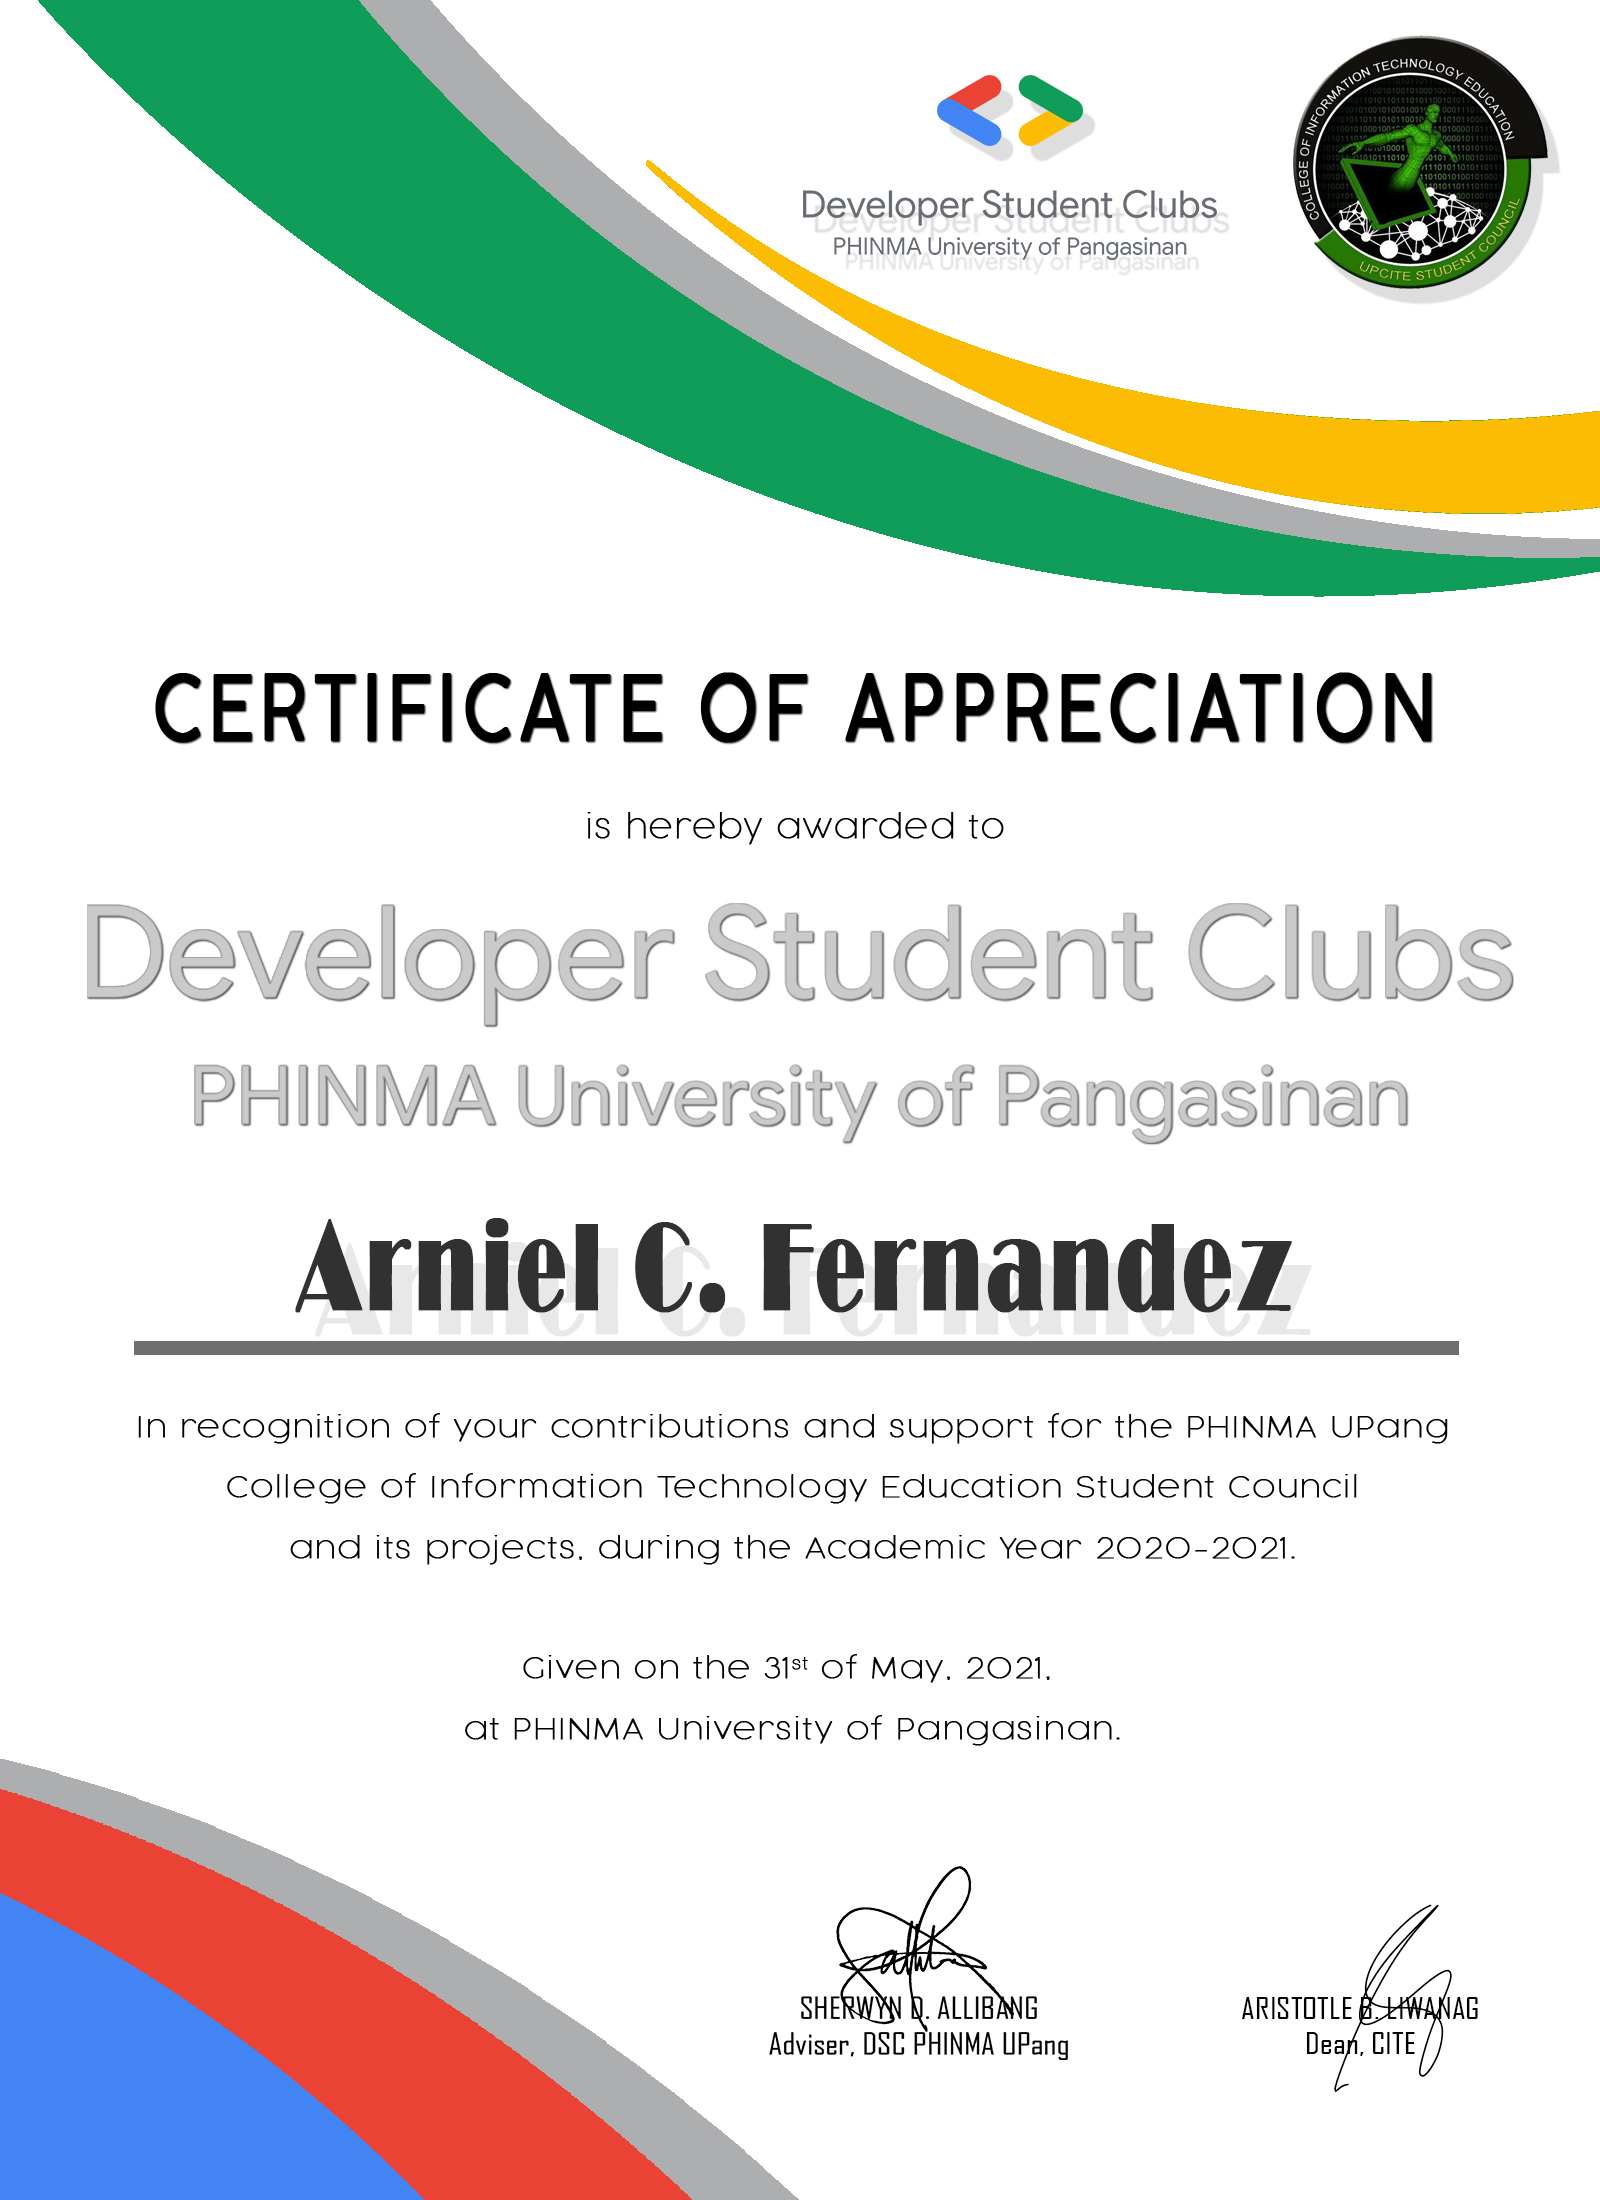 Developer Student Clubs
PHINMA University of Pangasinan
COLLEGE OF INFORMATION TECHNOLOGY EDUCATION
UPCITE STUDENT COUNCIL
CERTIFICATE OF APPRECIATION
is hereby awarded to
Developer Student Clubs
PHINMA University of Pangasinan
Arniel C. Fernandez
In recognition of your contributions and support for the PHINMA UPang
College of Information Technology Education Student Council
and its projects, during the Academic Year 2020-2021.
Given on the 31st of May, 2021,
at PHINMA University of Pangasinan.
SHERWYN D. ALLIBANG
Adviser, DSC PHINMA UPang
ARISTOTLE B. LIWANAG
Dean, CITE